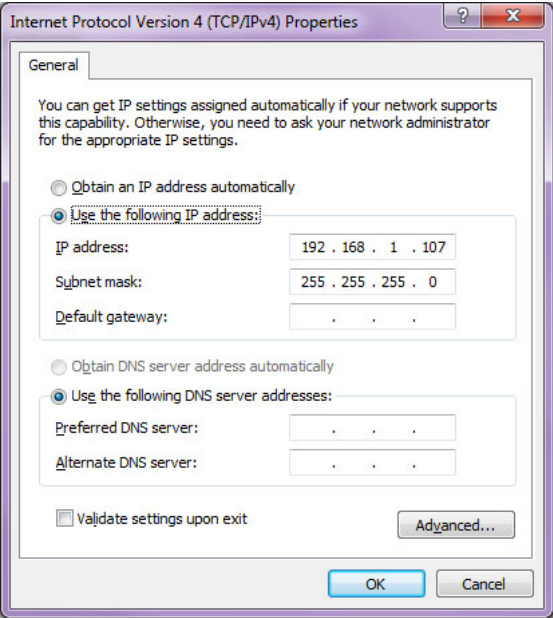 Internet Protocol Version 4 (TCP/IPv4) Properties
?
General
You can get IP settings assigned automatically if your network supports
this capability. Otherwise, you need to ask your network administrator
for the appropriate IP settings.
Obtain an IP address automatically
Use the following IP address:
IP address: 192 . 168 . 1 . 107
Subnet mask: 255 . 255 . 255 . 0
Default gateway: . . .
Obtain DNS server address automatically
Use the following DNS server addresses:
Preferred DNS server: . . .
Alternate DNS server: . . .
Validate settings upon exit
Advanced...
OK Cancel